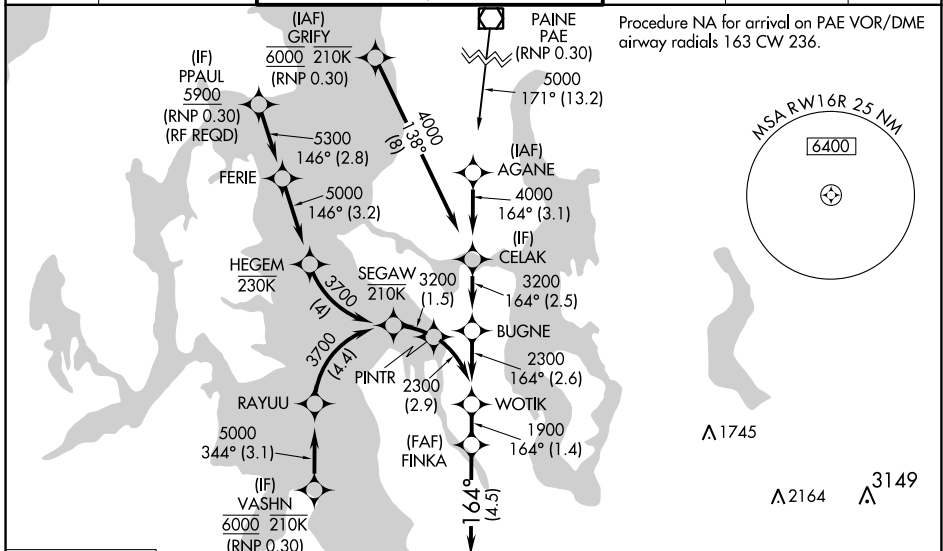 (IAF)
GRIFY
6000 210K
(RNP 0.30)
PAINE
PAE
(RNP 0.30)
5000
171° (13.2)
Procedure NA for arrival on PAE VOR/DME
airway radials 163 CW 236.
(IF)
PPAUL
5900
(RNP 0.30)
(RF REQD)
5300
146° (2.8)
4000
138°
(8)
MSA RW16R 25 NM
6400
FERIE
5000
146° (3.2)
(IAF)
AGANE
4000
164° (3.1)
(IF)
CELAK
HEGEM
230K
3700
(4)
SEGAW
210K
3200
(1.5)
3200
164° (2.5)
BUGNE
3700
(4.4)
PINTR
2300
(2.9)
2300
164° (2.6)
RAYUU
WOTIK
5000
344° (3.1)
(FAF)
FINKA
1900
164° (1.4)
1745
(IF)
VASHN
6000 210K
(RNP 0.30)
164°
(4.5)
2164
3149